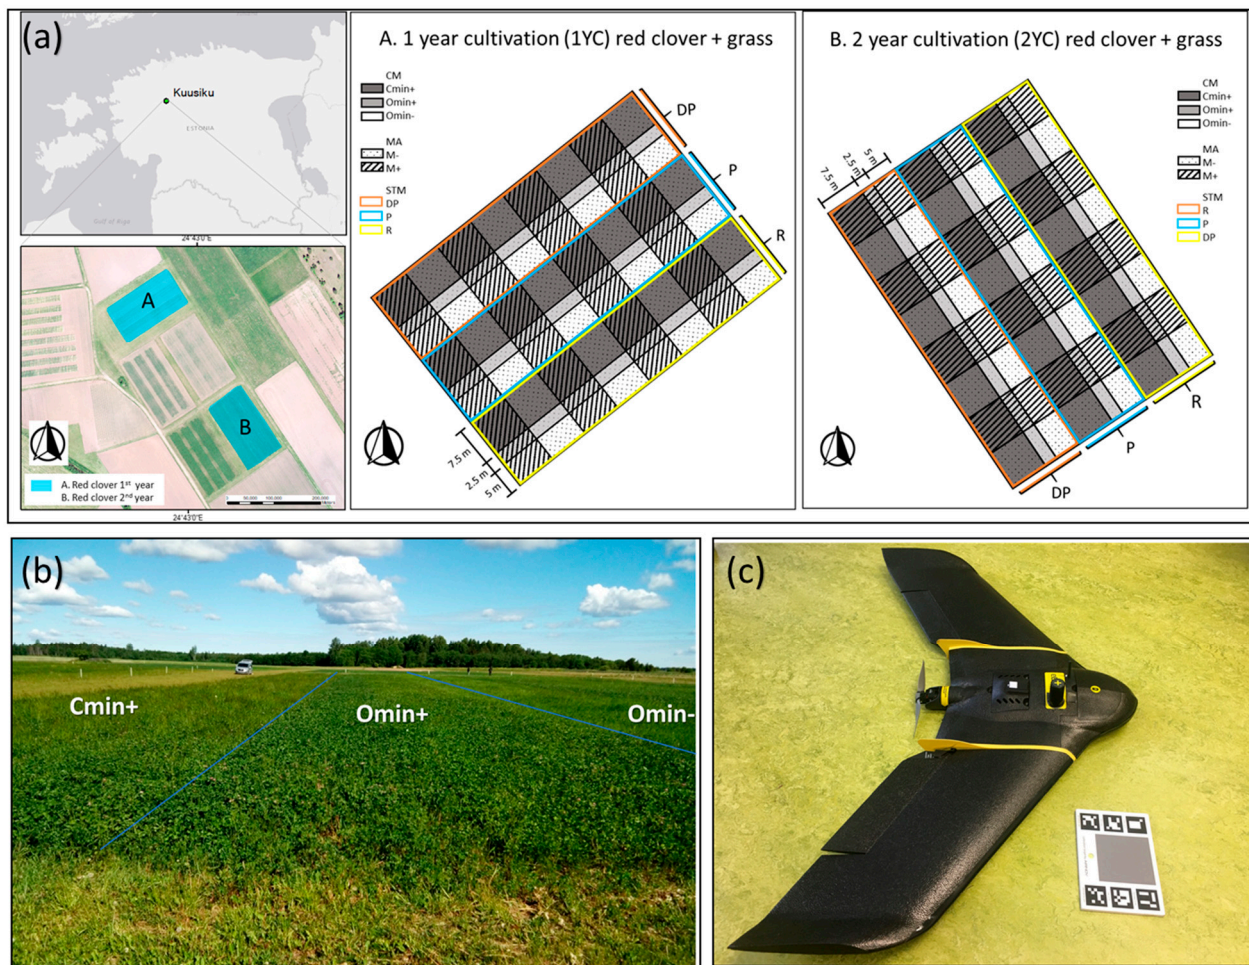 (a)
Kuusiku
ESTONIA
Gulf of Riga
24°43'0"E
A
B
A. Red clover 1st year
B. Red clover 2nd year
24°43'0"E
A. 1 year cultivation (1YC) red clover + grass
CM
Cmin+
Omin+
Omin-
MA
M-
M+
STM
DP
P
R
DP
P
R
7.5 m
2.5 m
5 m
B. 2 year cultivation (2YC) red clover + grass
CM
Cmin+
Omin+
Omin-
MA
M-
M+
STM
R
P
DP
7.5 m
2.5 m
5 m
R
P
DP
(b)
Cmin+
Omin+
Omin-
(c)